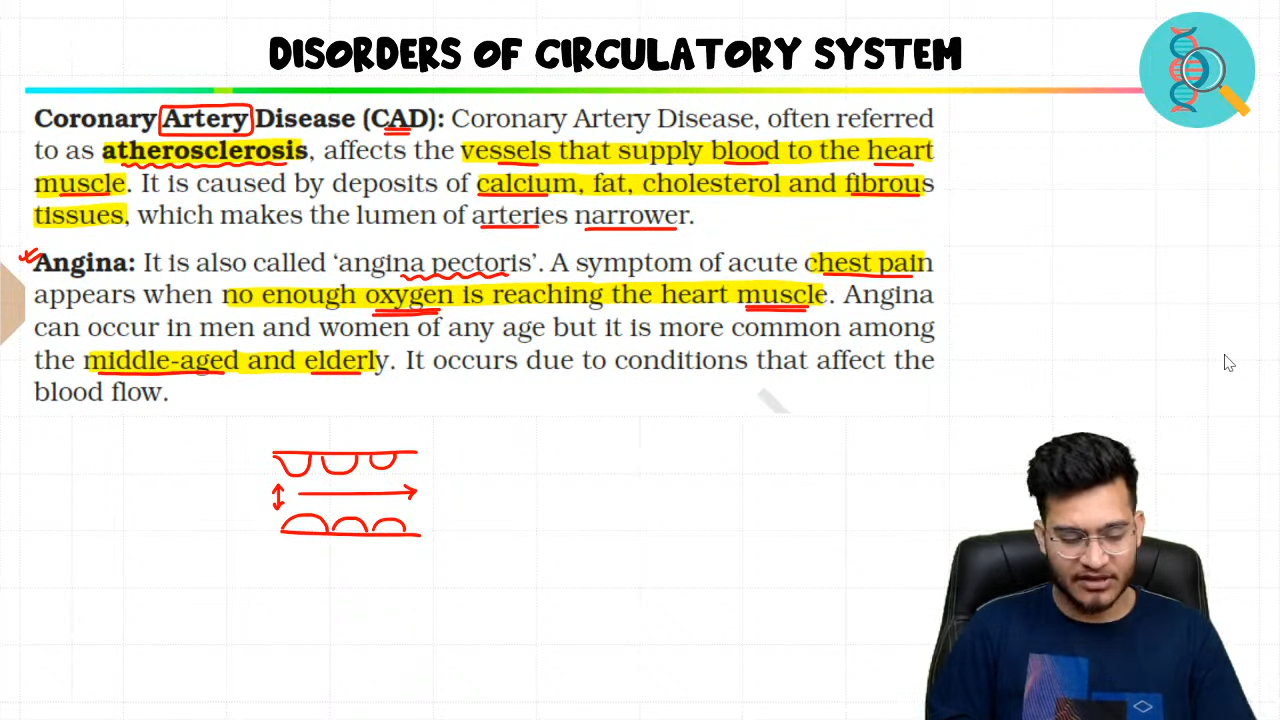 DISORDERS OF CIRCULATORY SYSTEM
Coronary Artery Disease (CAD): Coronary Artery Disease, often referred
to as atherosclerosis, affects the vessels that supply blood to the heart
muscle. It is caused by deposits of calcium, fat, cholesterol and fibrous
tissues, which makes the lumen of arteries narrower.
Angina: It is also called ‘angina pectoris’. A symptom of acute chest pain
appears when no enough oxygen is reaching the heart muscle. Angina
can occur in men and women of any age but it is more common among
the middle-aged and elderly. It occurs due to conditions that affect the
blood flow.